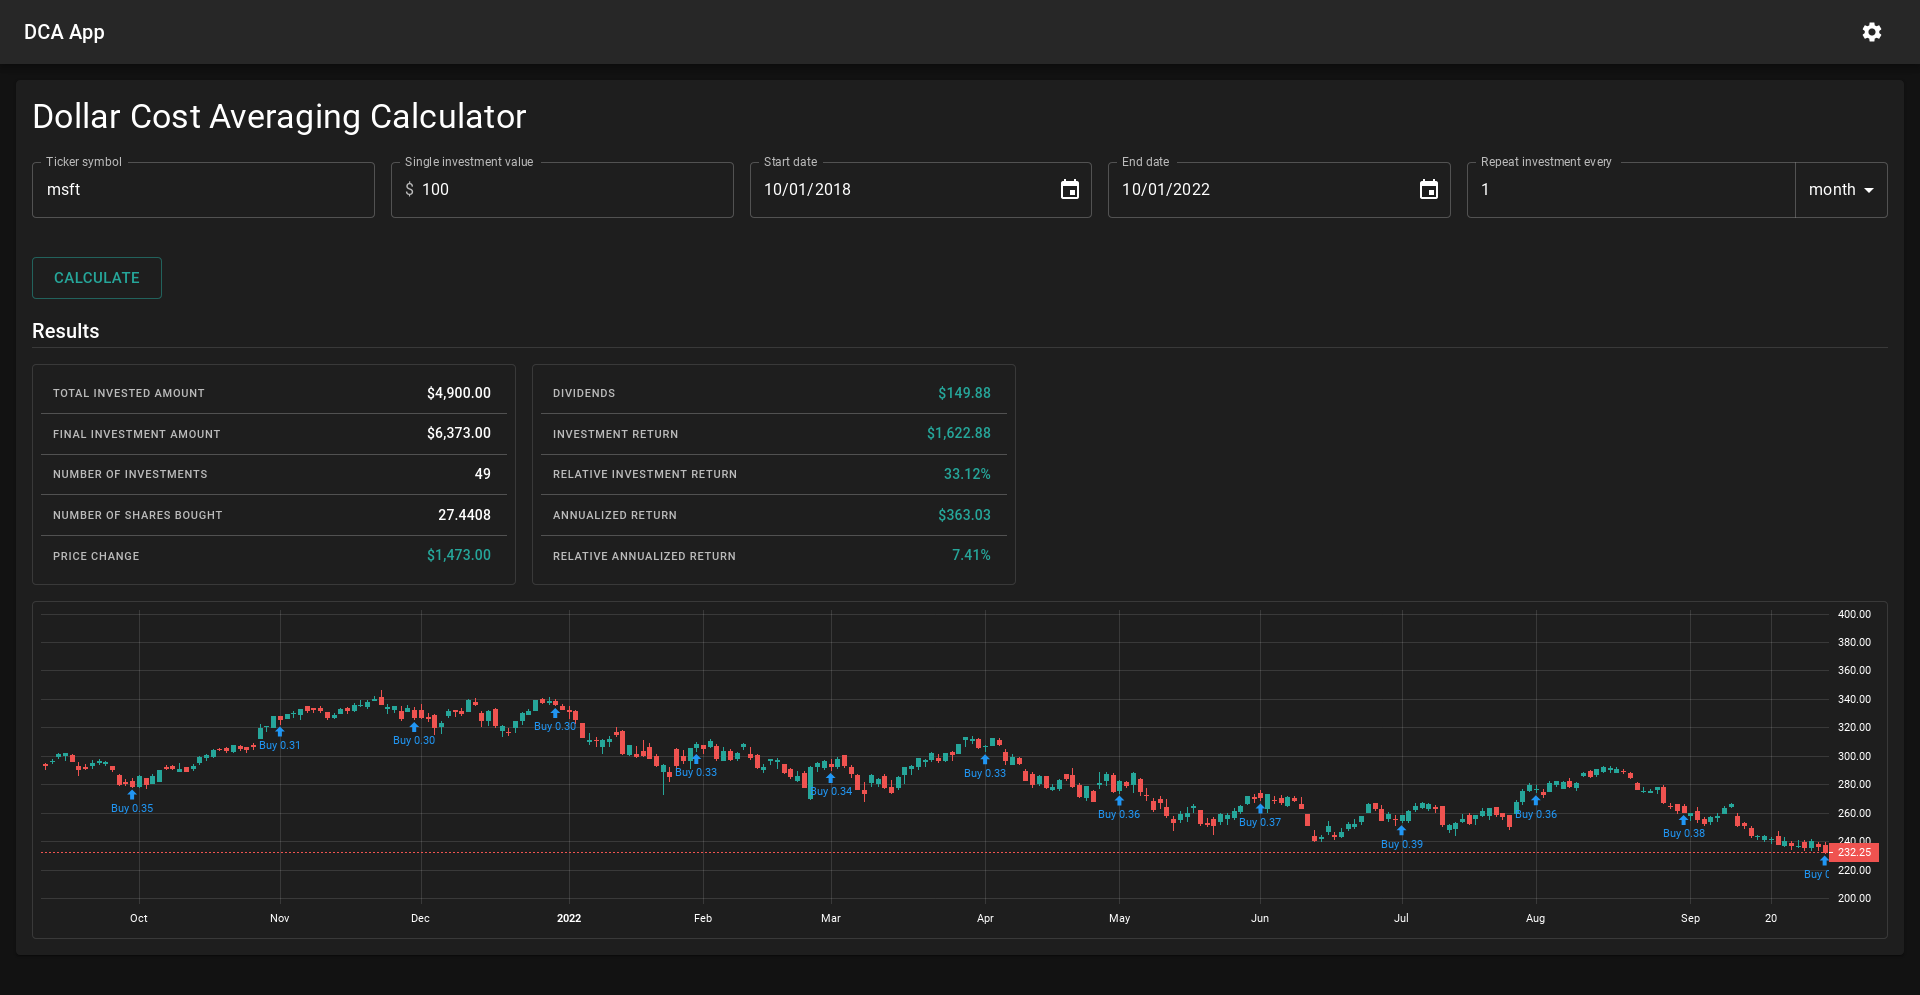 DCA App
Dollar Cost Averaging Calculator
Ticker symbol
msft
Single investment value
$ 100
Start date
10/01/2018
End date
10/01/2022
Repeat investment every
1
month
CALCULATE
Results
TOTAL INVESTED AMOUNT $4,900.00
FINAL INVESTMENT AMOUNT $6,373.00
NUMBER OF INVESTMENTS 49
NUMBER OF SHARES BOUGHT 27.4408
PRICE CHANGE $1,473.00
DIVIDENDS $149.88
INVESTMENT RETURN $1,622.88
RELATIVE INVESTMENT RETURN 33.12%
ANNUALIZED RETURN $363.03
RELATIVE ANNUALIZED RETURN 7.41%
400.00
380.00
360.00
340.00
320.00
300.00
280.00
260.00
240.00
232.25
220.00
200.00
Buy 0.35
Buy 0.31
Buy 0.30
Buy 0.30
Buy 0.33
Buy 0.34
Buy 0.33
Buy 0.36
Buy 0.37
Buy 0.39
Buy 0.36
Buy 0.38
Buy
Oct Nov Dec 2022 Feb Mar Apr May Jun Jul Aug Sep 20